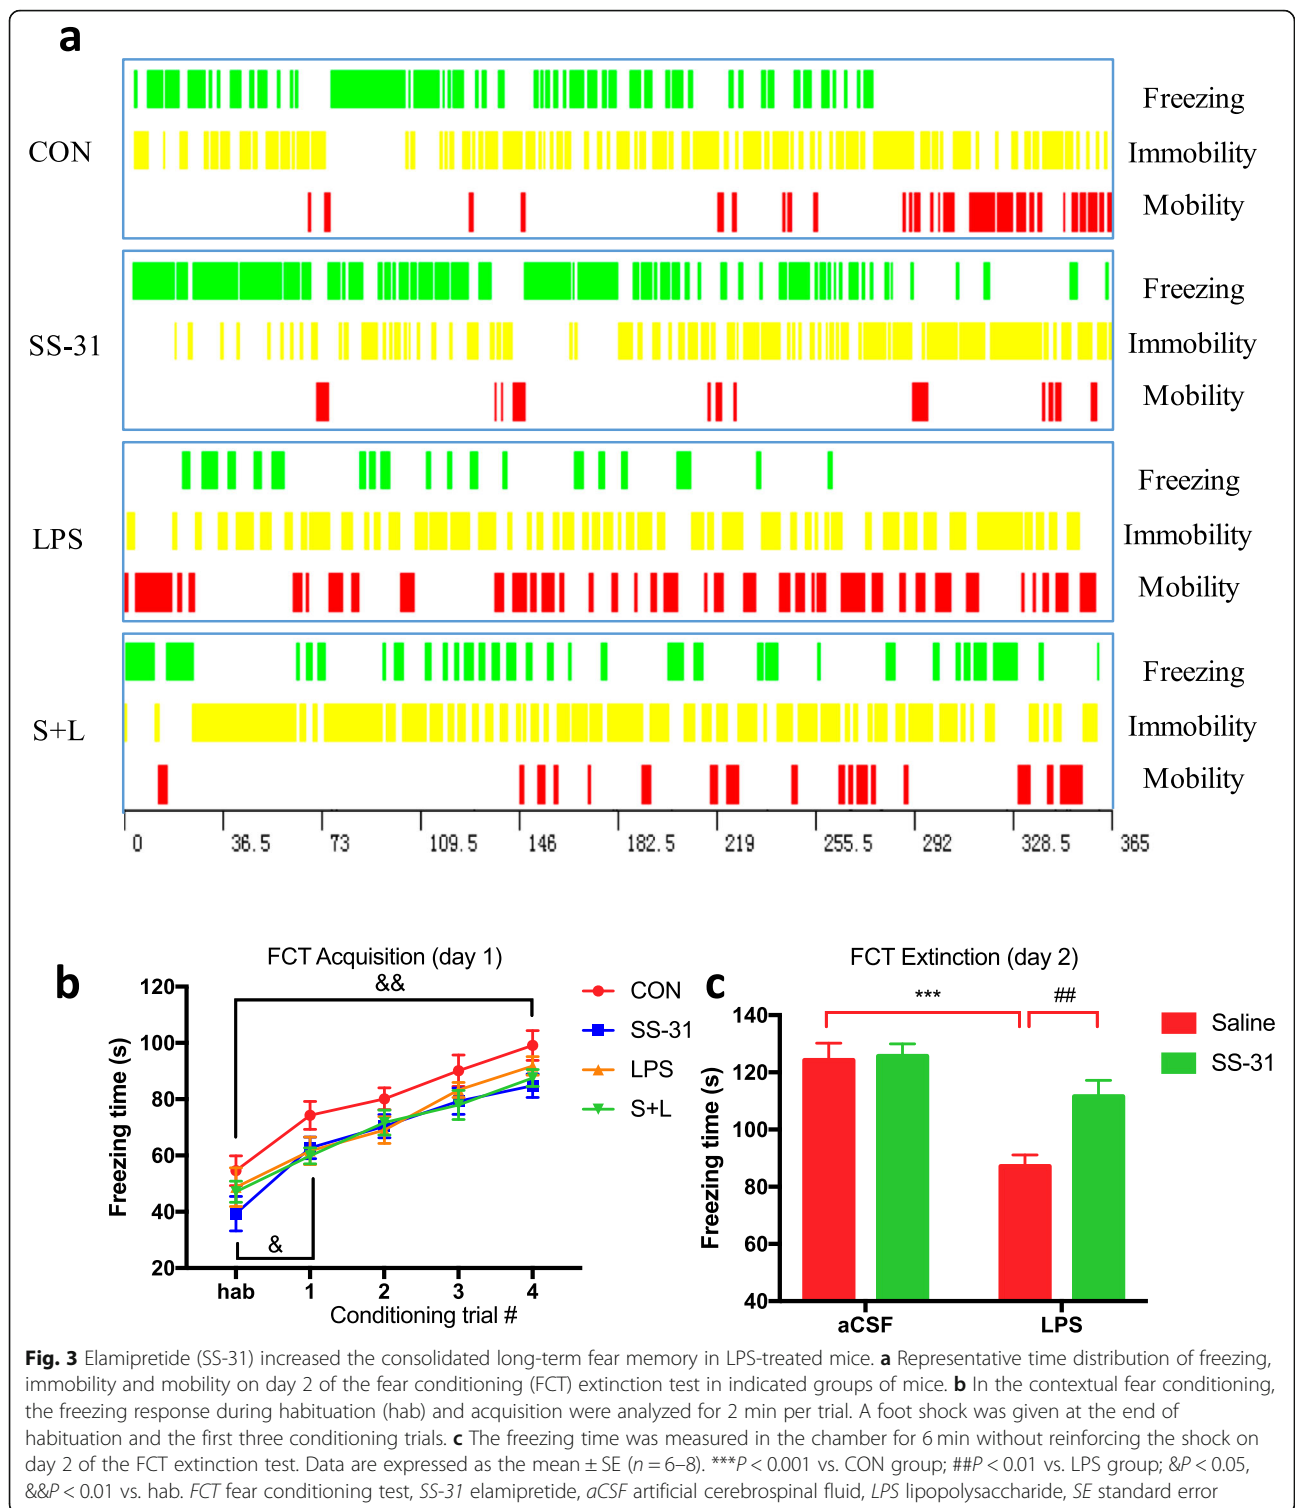 a
CON
Freezing
Immobility
Mobility
SS-31
Freezing
Immobility
Mobility
LPS
Freezing
Immobility
Mobility
S+L
Freezing
Immobility
Mobility
0 36.5 73 109.5 146 182.5 219 255.5 292 328.5 365
b
FCT Acquisition (day 1)
&&
Freezing time (s)
120
100
80
60
40
20
&
hab 1 2 3 4
Conditioning trial #
CON
SS-31
LPS
S+L
c
FCT Extinction (day 2)
*** ##
Freezing time (s)
140
120
100
80
60
40
aCSF LPS
Saline
SS-31
Fig. 3 Elamipretide (SS-31) increased the consolidated long-term fear memory in LPS-treated mice. a Representative time distribution of freezing,
immobility and mobility on day 2 of the fear conditioning (FCT) extinction test in indicated groups of mice. b In the contextual fear conditioning,
the freezing response during habituation (hab) and acquisition were analyzed for 2 min per trial. A foot shock was given at the end of
habituation and the first three conditioning trials. c The freezing time was measured in the chamber for 6 min without reinforcing the shock on
day 2 of the FCT extinction test. Data are expressed as the mean ± SE (n = 6–8). ***P < 0.001 vs. CON group; ##P < 0.01 vs. LPS group; &P < 0.05,
&&P < 0.01 vs. hab. FCT fear conditioning test, SS-31 elamipretide, aCSF artificial cerebrospinal fluid, LPS lipopolysaccharide, SE standard error